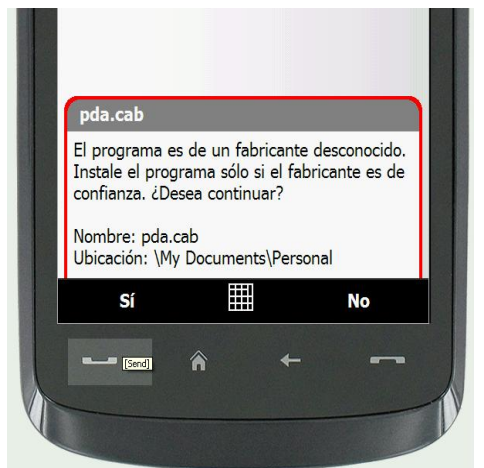 pda.cab
El programa es de un fabricante desconocido.
Instale el programa sólo si el fabricante es de
confianza. ¿Desea continuar?
Nombre: pda.cab
Ubicación: \My Documents\Personal
Sí No
[Send]